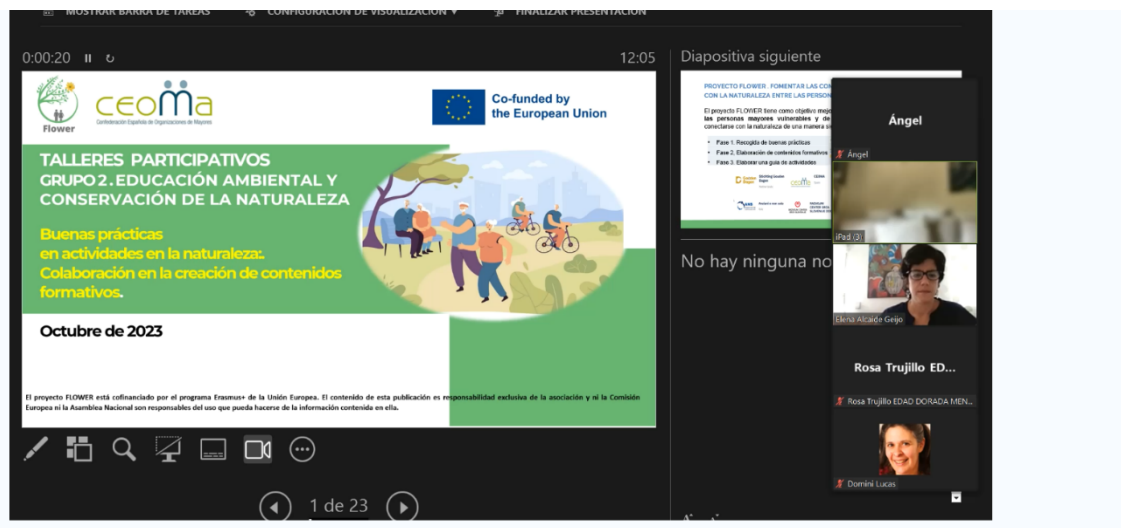 MOSTRAR BARRA DE TAREAS CONFIGURACIÓN DE VISUALIZACIÓN ▾ FINALIZAR PRESENTACIÓN
0:00:20 12:05
Flower
ceoma
Confederación Española de Organizaciones de Mayores
Co-funded by
the European Union
TALLERES PARTICIPATIVOS
GRUPO 2. EDUCACIÓN AMBIENTAL Y
CONSERVACIÓN DE LA NATURALEZA
Buenas prácticas
en actividades en la naturaleza:.
Colaboración en la creación de contenidos
formativos.
Octubre de 2023
El proyecto FLOWER está cofinanciado por el programa Erasmus+ de la Unión Europea. El contenido de esta publicación es responsabilidad exclusiva de la asociación y ni la Comisión
Europea ni la Asamblea Nacional son responsables del uso que pueda hacerse de la información contenida en ella.
1 de 23
Diapositiva siguiente
PROYECTO FLOWER. FOMENTAR LAS CON
CON LA NATURALEZA ENTRE LAS PERSON
El proyecto FLOWER tiene como objetivo mejo
las personas mayores vulnerables y de
conectarse con la naturaleza de una manera si
• Fase 1. Recogida de buenas prácticas
• Fase 2. Elaboración de contenidos formativos
• Fase 3. Elaborar una guía de actividades
ceoma
No hay ninguna no
Ángel
Ángel
iPad (3)
Elena Alcaide Geijo
Rosa Trujillo ED...
Rosa Trujillo EDAD DORADA MEN...
Domini Lucas